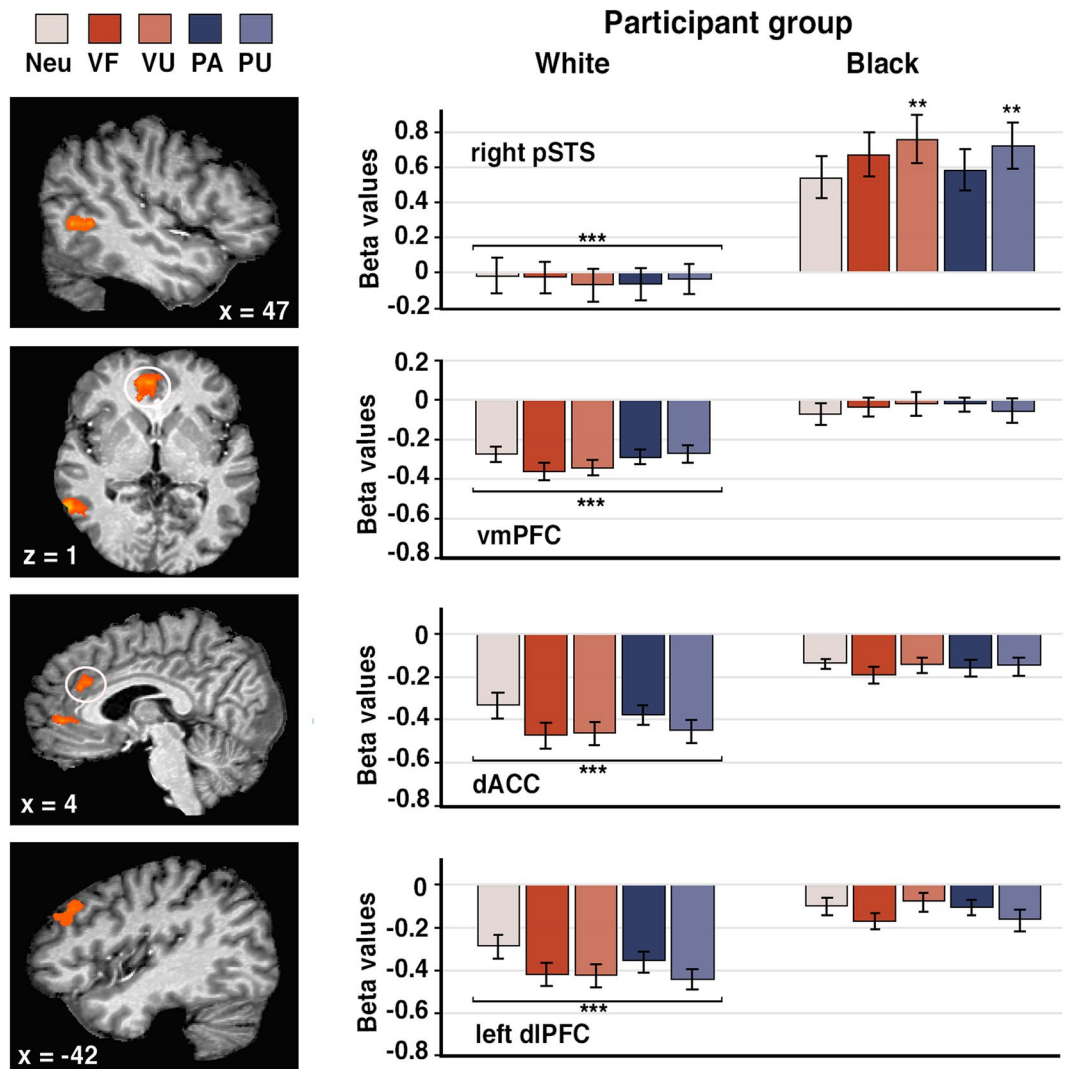 Neu VF VU PA PU
Participant group
White Black
x = 47
Beta values
right pSTS
0.8
0.6
0.4
0.2
0
-0.2
***
**
**
z = 1
Beta values
0.2
0
-0.2
-0.4
-0.6
-0.8
***
vmPFC
x = 4
Beta values
0
-0.2
-0.4
-0.6
-0.8
***
dACC
x = -42
Beta values
0
-0.2
-0.4
-0.6
-0.8
***
left dlPFC